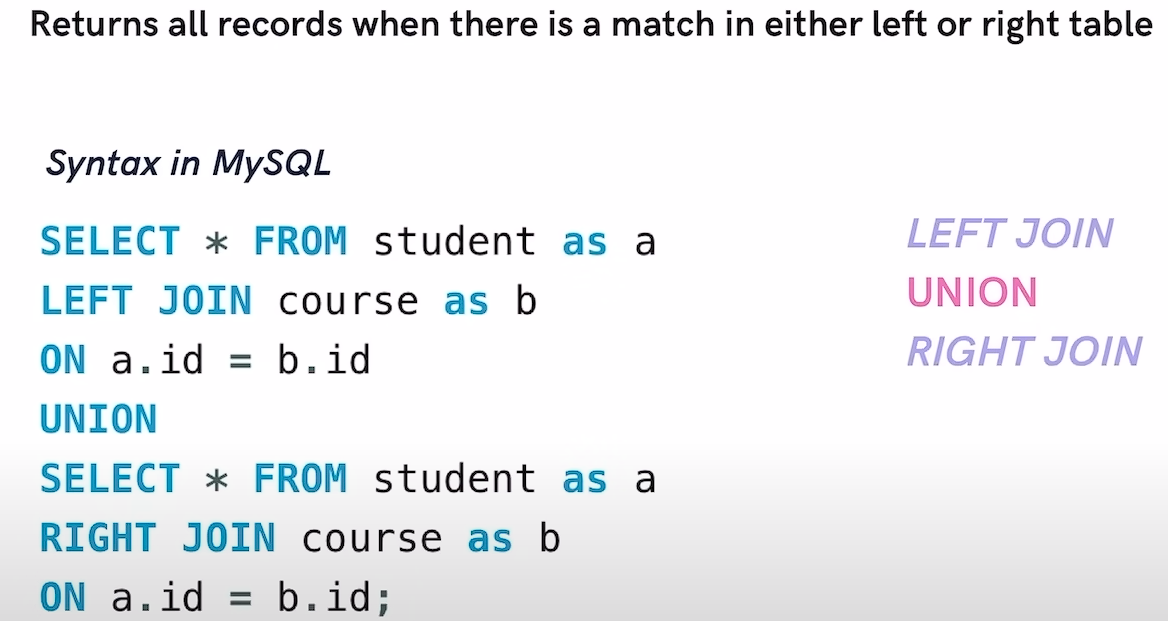 Returns all records when there is a match in either left or right table
Syntax in MySQL
SELECT * FROM student as a
LEFT JOIN course as b
ON a.id = b.id
UNION
SELECT * FROM student as a
RIGHT JOIN course as b
ON a.id = b.id;
LEFT JOIN
UNION
RIGHT JOIN